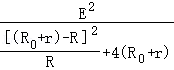 E²
[(R₀+r)-R]²
R
+4(R₀+r)